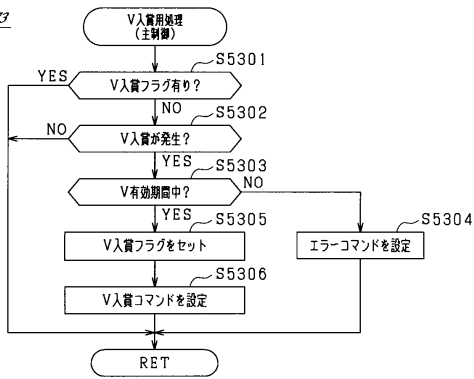 V入賞用処理
(主制御)
S5301
V入賞フラグ有り?
YES
NO
S5302
V入賞が発生?
NO
YES
S5303
V有効期間中?
NO
YES
S5304
エラーコマンドを設定
S5305
V入賞フラグをセット
S5306
V入賞コマンドを設定
RET